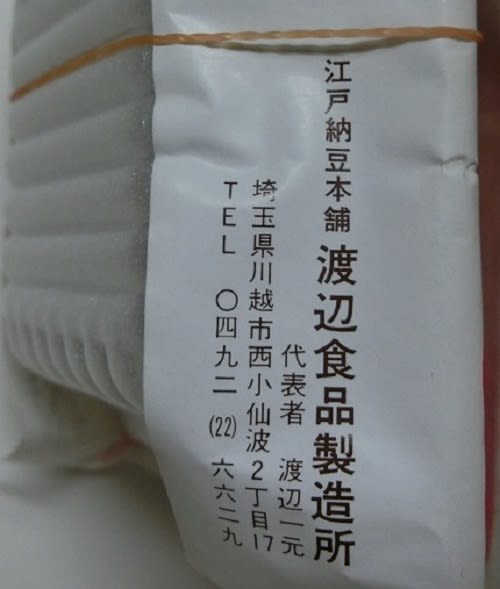 江戸納豆本舗 渡辺食品製造所
代表者 渡辺一元
埼玉県川越市西小仙波2丁目17
TEL 〇四九二(22)六六二九